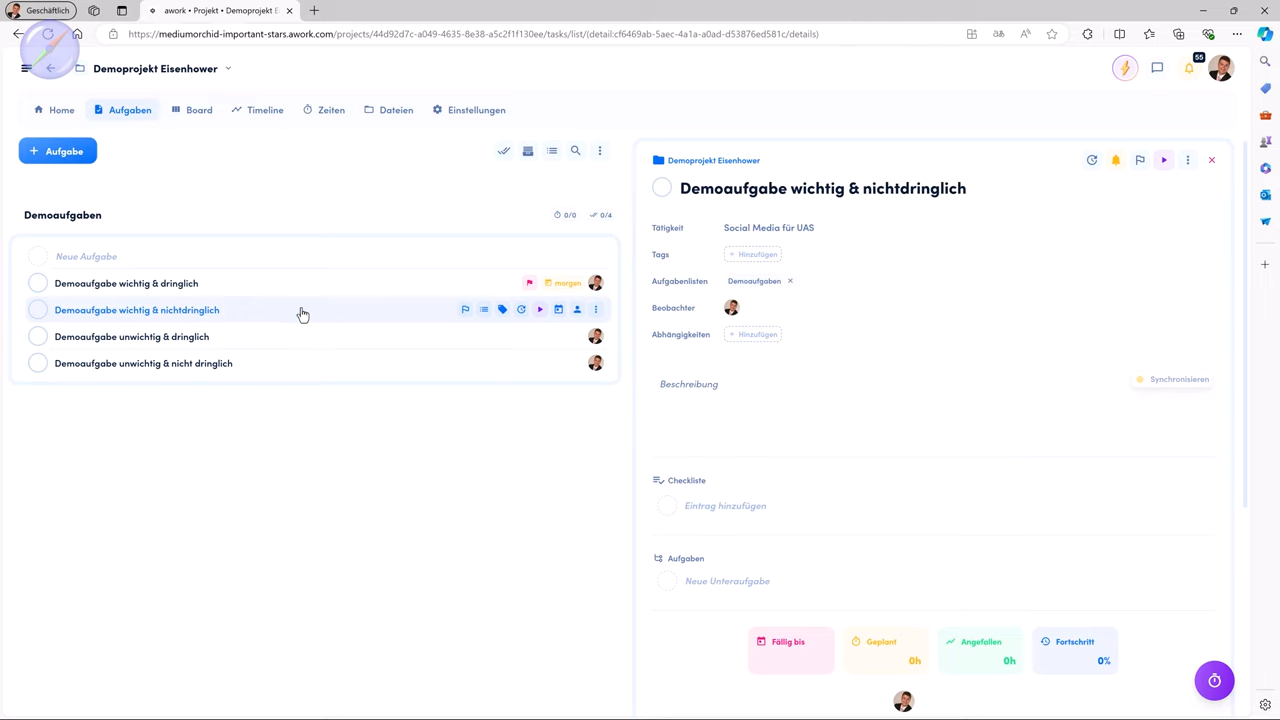 Geschäftlich
awork • Projekt • Demoprojekt E
https://mediumorchid-important-stars.awork.com/projects/44d92d7c-a049-4635-8e38-a5c2f1f130ee/tasks/list/(detail:cf6469ab-5aec-4a1a-a0ad-d53876ed581c/details)
Demoprojekt Eisenhower
55
Home
Aufgaben
Board
Timeline
Zeiten
Dateien
Einstellungen
+ Aufgabe
Demoaufgaben
0/0
0/4
Neue Aufgabe
Demoaufgabe wichtig & dringlich
morgen
Demoaufgabe wichtig & nichtdringlich
Demoaufgabe unwichtig & dringlich
Demoaufgabe unwichtig & nicht dringlich
Demoprojekt Eisenhower
Demoaufgabe wichtig & nichtdringlich
Tätigkeit
Social Media für UAS
Tags
+ Hinzufügen
Aufgabenlisten
Demoaufgaben
Beobachter
Abhängigkeiten
+ Hinzufügen
Beschreibung
Synchronisieren
Checkliste
Eintrag hinzufügen
Aufgaben
Neue Unteraufgabe
Fällig bis
Geplant
0h
Angefallen
0h
Fortschritt
0%